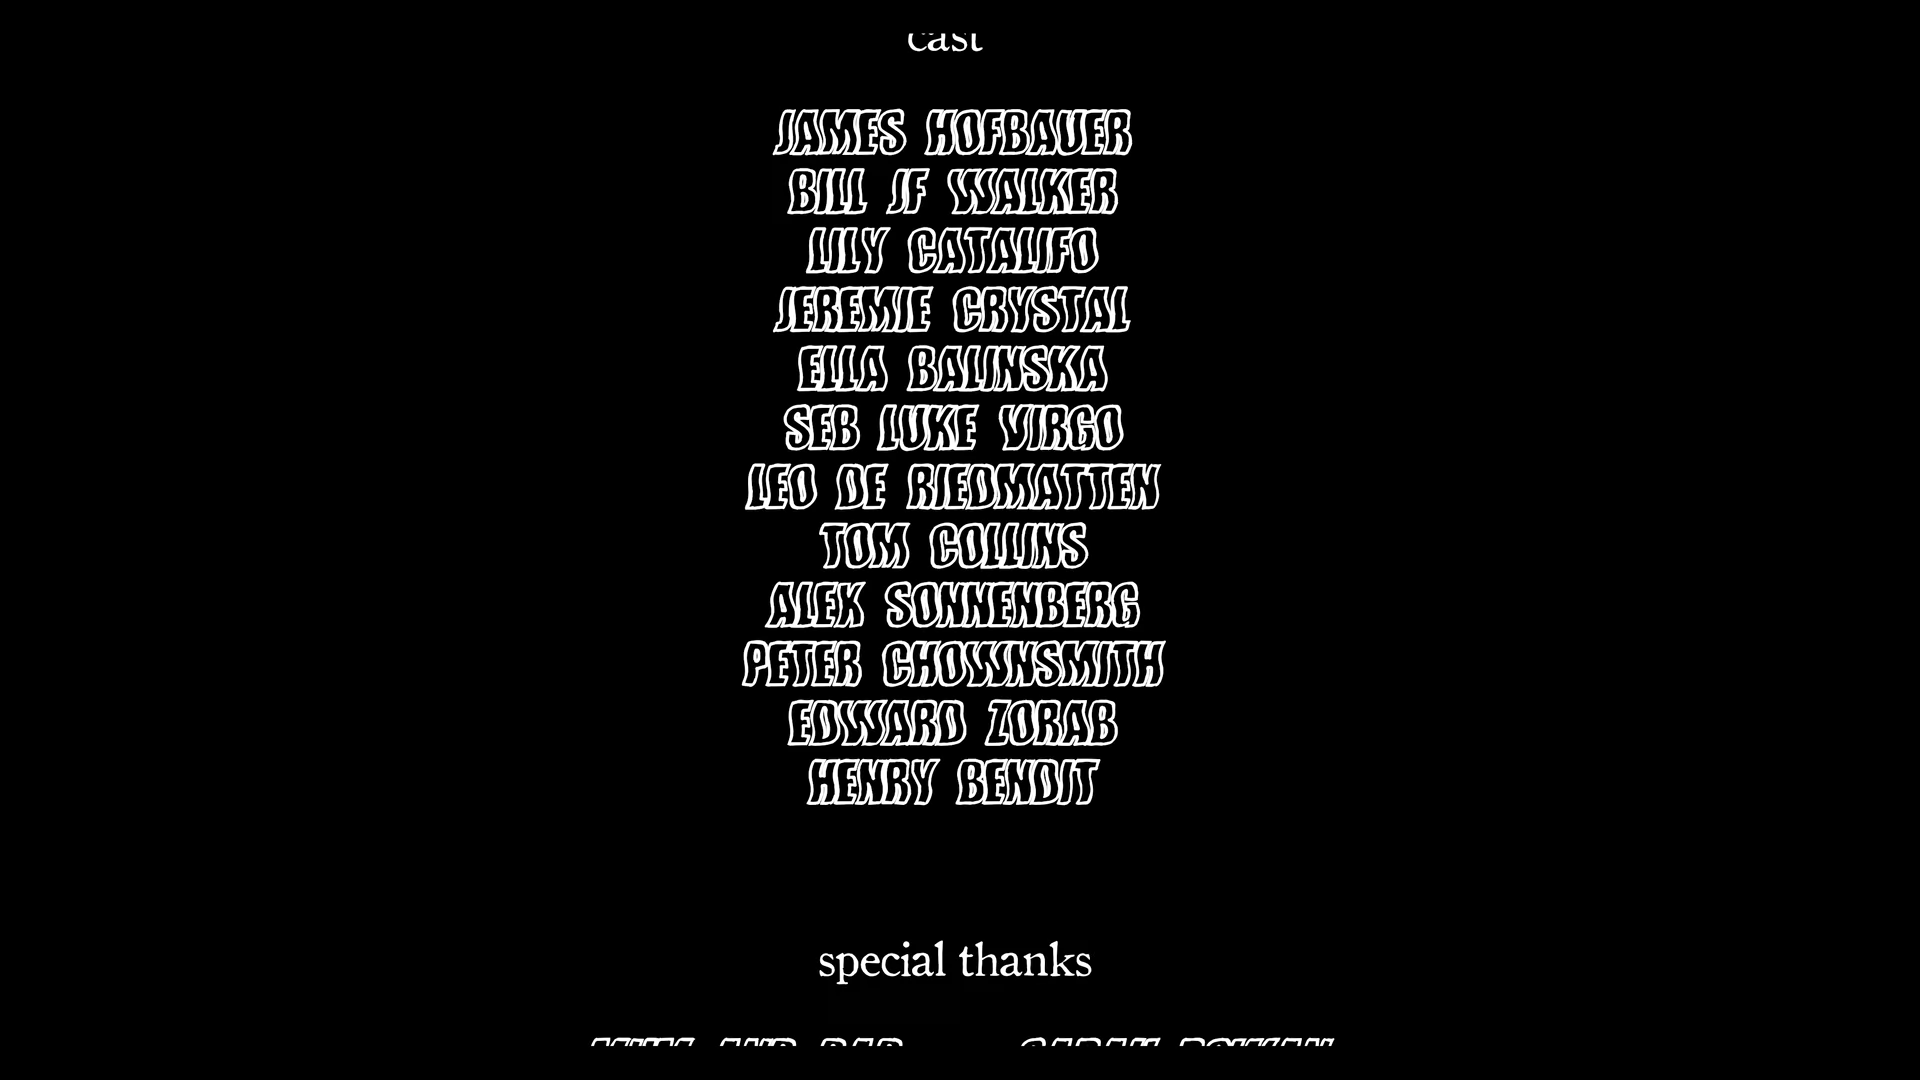 cast
JAMES HOFBAUER
BILL JF WALKER
LILY CATALIFO
JEREMIE CRYSTAL
ELLA BALINSKA
SEB LUKE VIRGO
LEO DE RIEDMATTEN
TOM COLLINS
ALEK SONNENBERG
PETER CHOWNSMITH
EDWARD ZORAB
HENRY BENDIT
special thanks